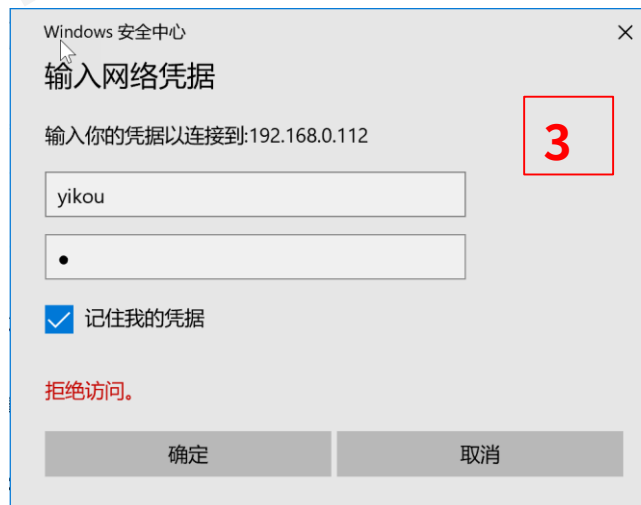 Windows 安全中心
输入网络凭据
输入你的凭据以连接到:192.168.0.112
3
yikou
●
记住我的凭据
拒绝访问。
确定 取消